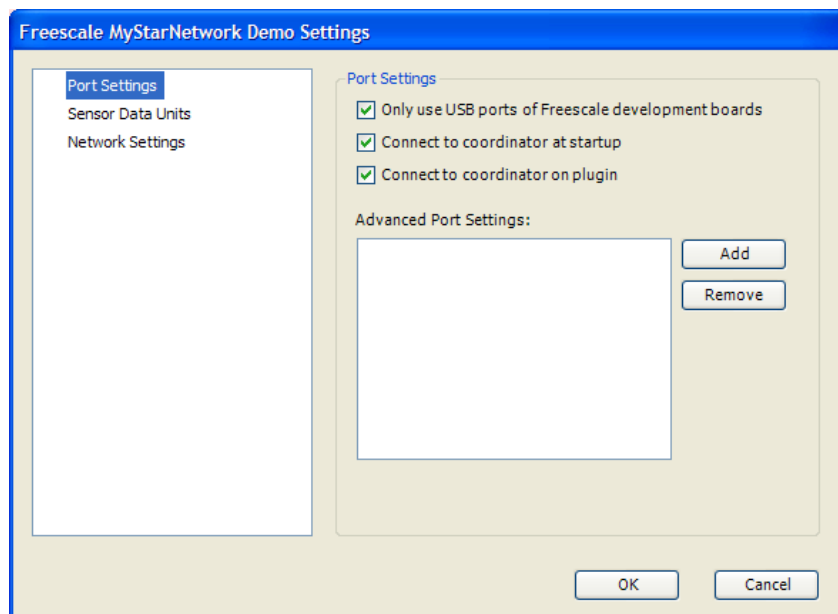 Freescale MyStarNetwork Demo Settings
Port Settings
Sensor Data Units
Network Settings
Port Settings
Only use USB ports of Freescale development boards
Connect to coordinator at startup
Connect to coordinator on plugin
Advanced Port Settings:
Add
Remove
OK
Cancel